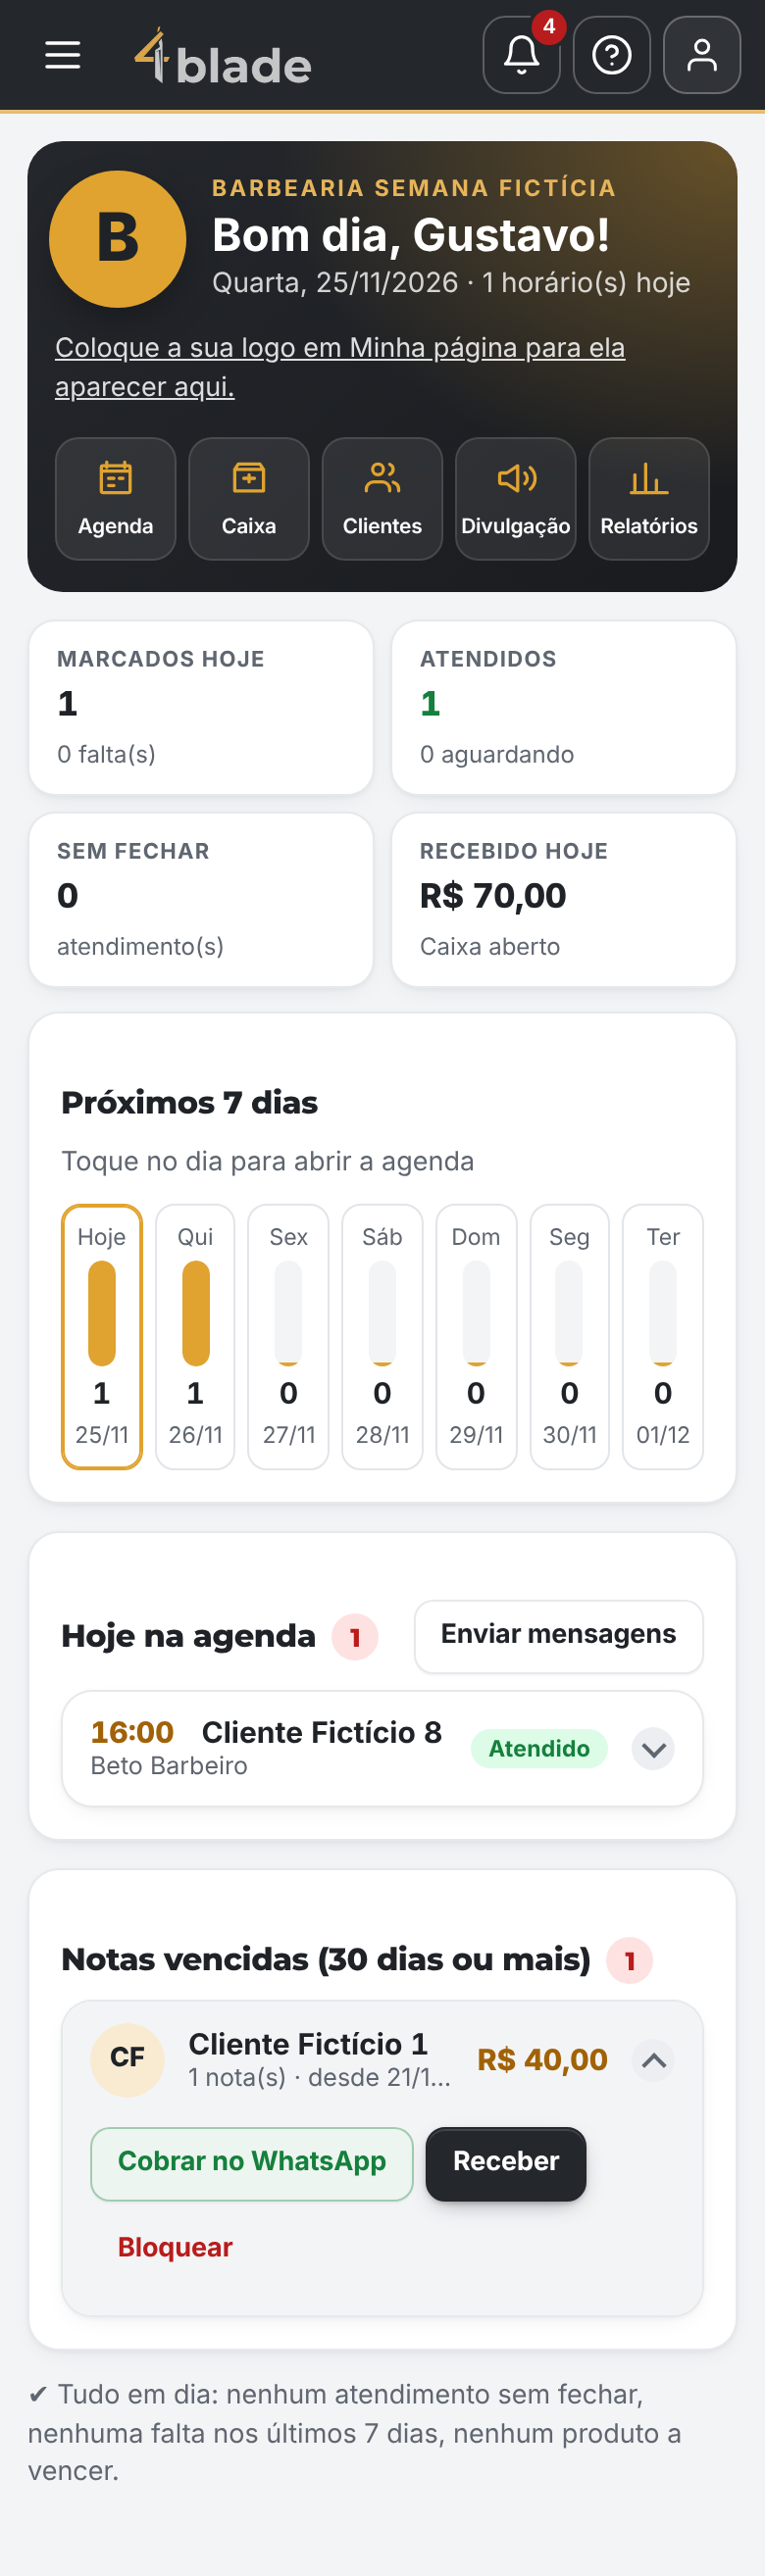 4blade
4
BARBEARIA SEMANA FICTÍCIA
B
Bom dia, Gustavo!
Quarta, 25/11/2026 · 1 horário(s) hoje
Coloque a sua logo em Minha página para ela
aparecer aqui.
Agenda
Caixa
Clientes
Divulgação
Relatórios
MARCADOS HOJE
1
0 falta(s)
ATENDIDOS
1
0 aguardando
SEM FECHAR
0
atendimento(s)
RECEBIDO HOJE
R$ 70,00
Caixa aberto
Próximos 7 dias
Toque no dia para abrir a agenda
Hoje
1
25/11
Qui
1
26/11
Sex
0
27/11
Sáb
0
28/11
Dom
0
29/11
Seg
0
30/11
Ter
0
01/12
Hoje na agenda 1
Enviar mensagens
16:00 Cliente Fictício 8
Beto Barbeiro
Atendido
Notas vencidas (30 dias ou mais) 1
CF
Cliente Fictício 1
1 nota(s) · desde 21/1...
R$ 40,00
Cobrar no WhatsApp
Receber
Bloquear
✔ Tudo em dia: nenhum atendimento sem fechar,
nenhuma falta nos últimos 7 dias, nenhum produto a
vencer.